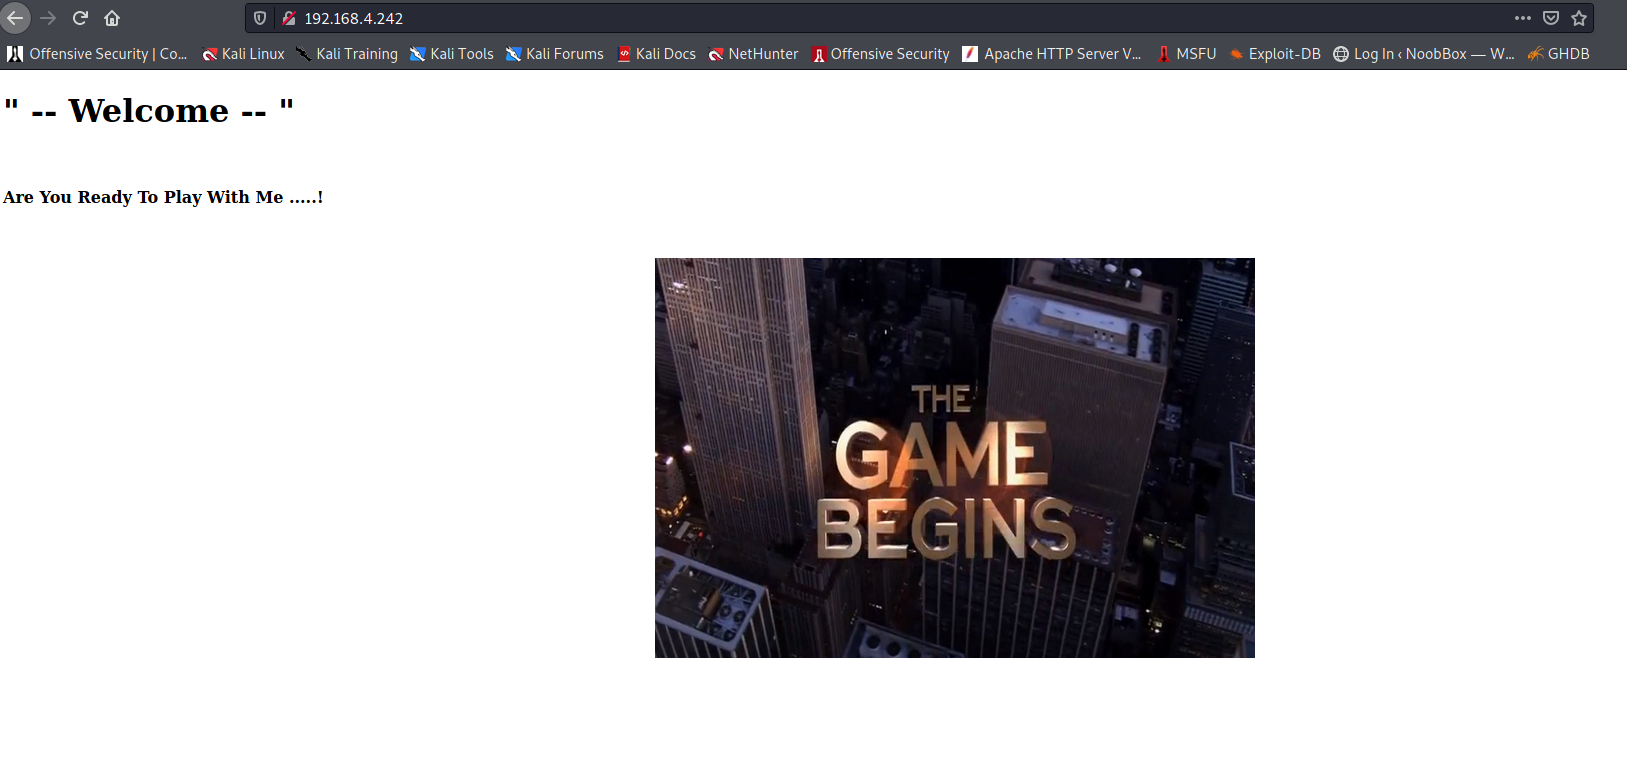 192.168.4.242
Offensive Security | Co... Kali Linux Kali Training Kali Tools Kali Forums Kali Docs NetHunter Offensive Security Apache HTTP Server V... MSFU Exploit-DB Log In ‹ NoobBox — W... GHDB
" -- Welcome -- "
Are You Ready To Play With Me .....!
THE
GAME
BEGINS